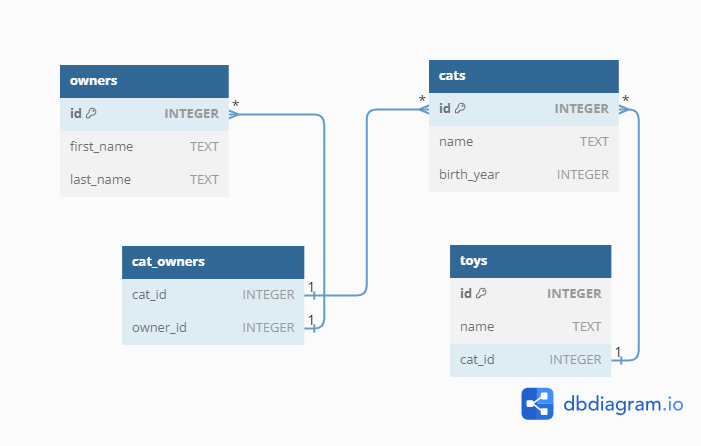 owners
id INTEGER
first_name TEXT
last_name TEXT
*
cats
* id INTEGER *
name TEXT
birth_year INTEGER
cat_owners
cat_id INTEGER 1
owner_id INTEGER 1
toys
id INTEGER
name TEXT
cat_id INTEGER 1
dbdiagram.io